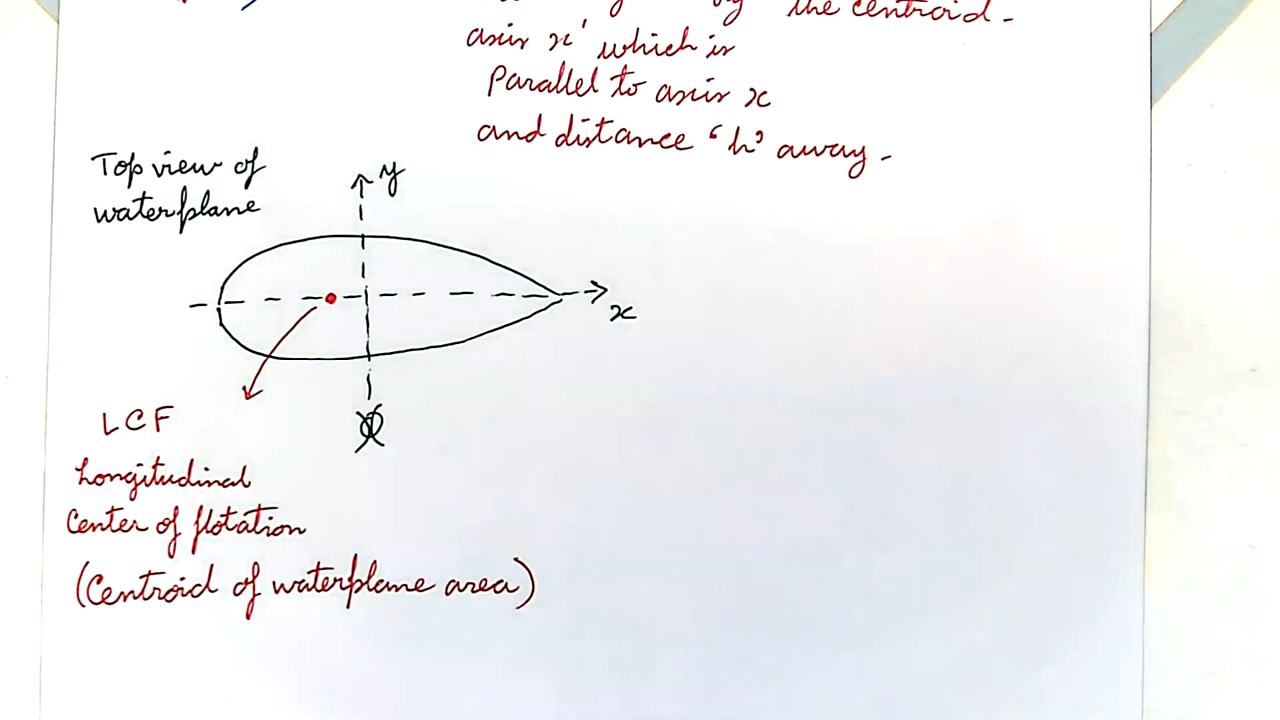 the centroid -
axis x' which is
Parallel to axis x
and distance 'h' away.
Top view of
waterplane
y
x
LCF
Longitudinal
Center of flotation
(Centroid of waterplane area)